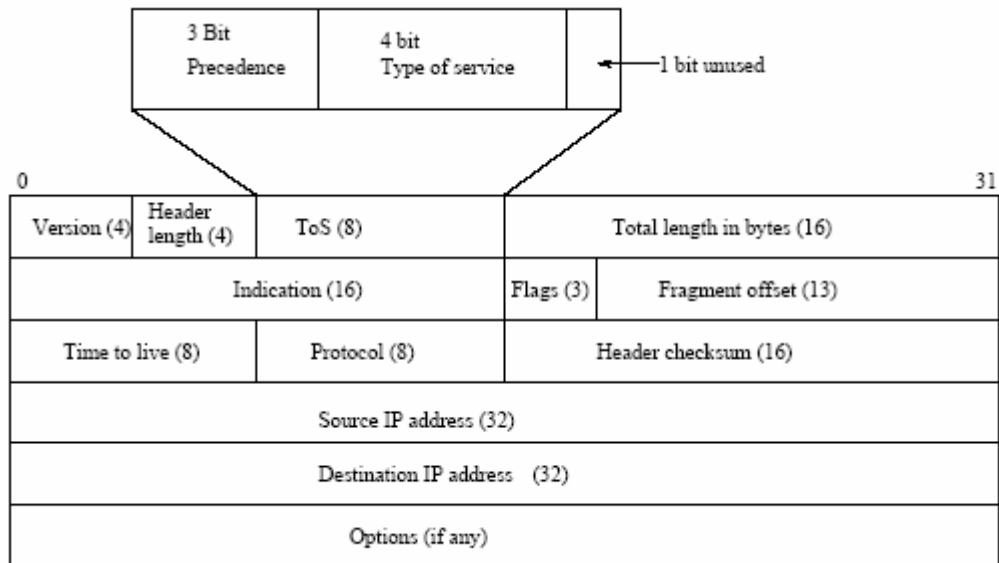 3 Bit
Precedence
4 bit
Type of service
1 bit unused
0
31
Version (4)
Header
length (4)
ToS (8)
Total length in bytes (16)
Indication (16)
Flags (3)
Fragment offset (13)
Time to live (8)
Protocol (8)
Header checksum (16)
Source IP address (32)
Destination IP address (32)
Options (if any)